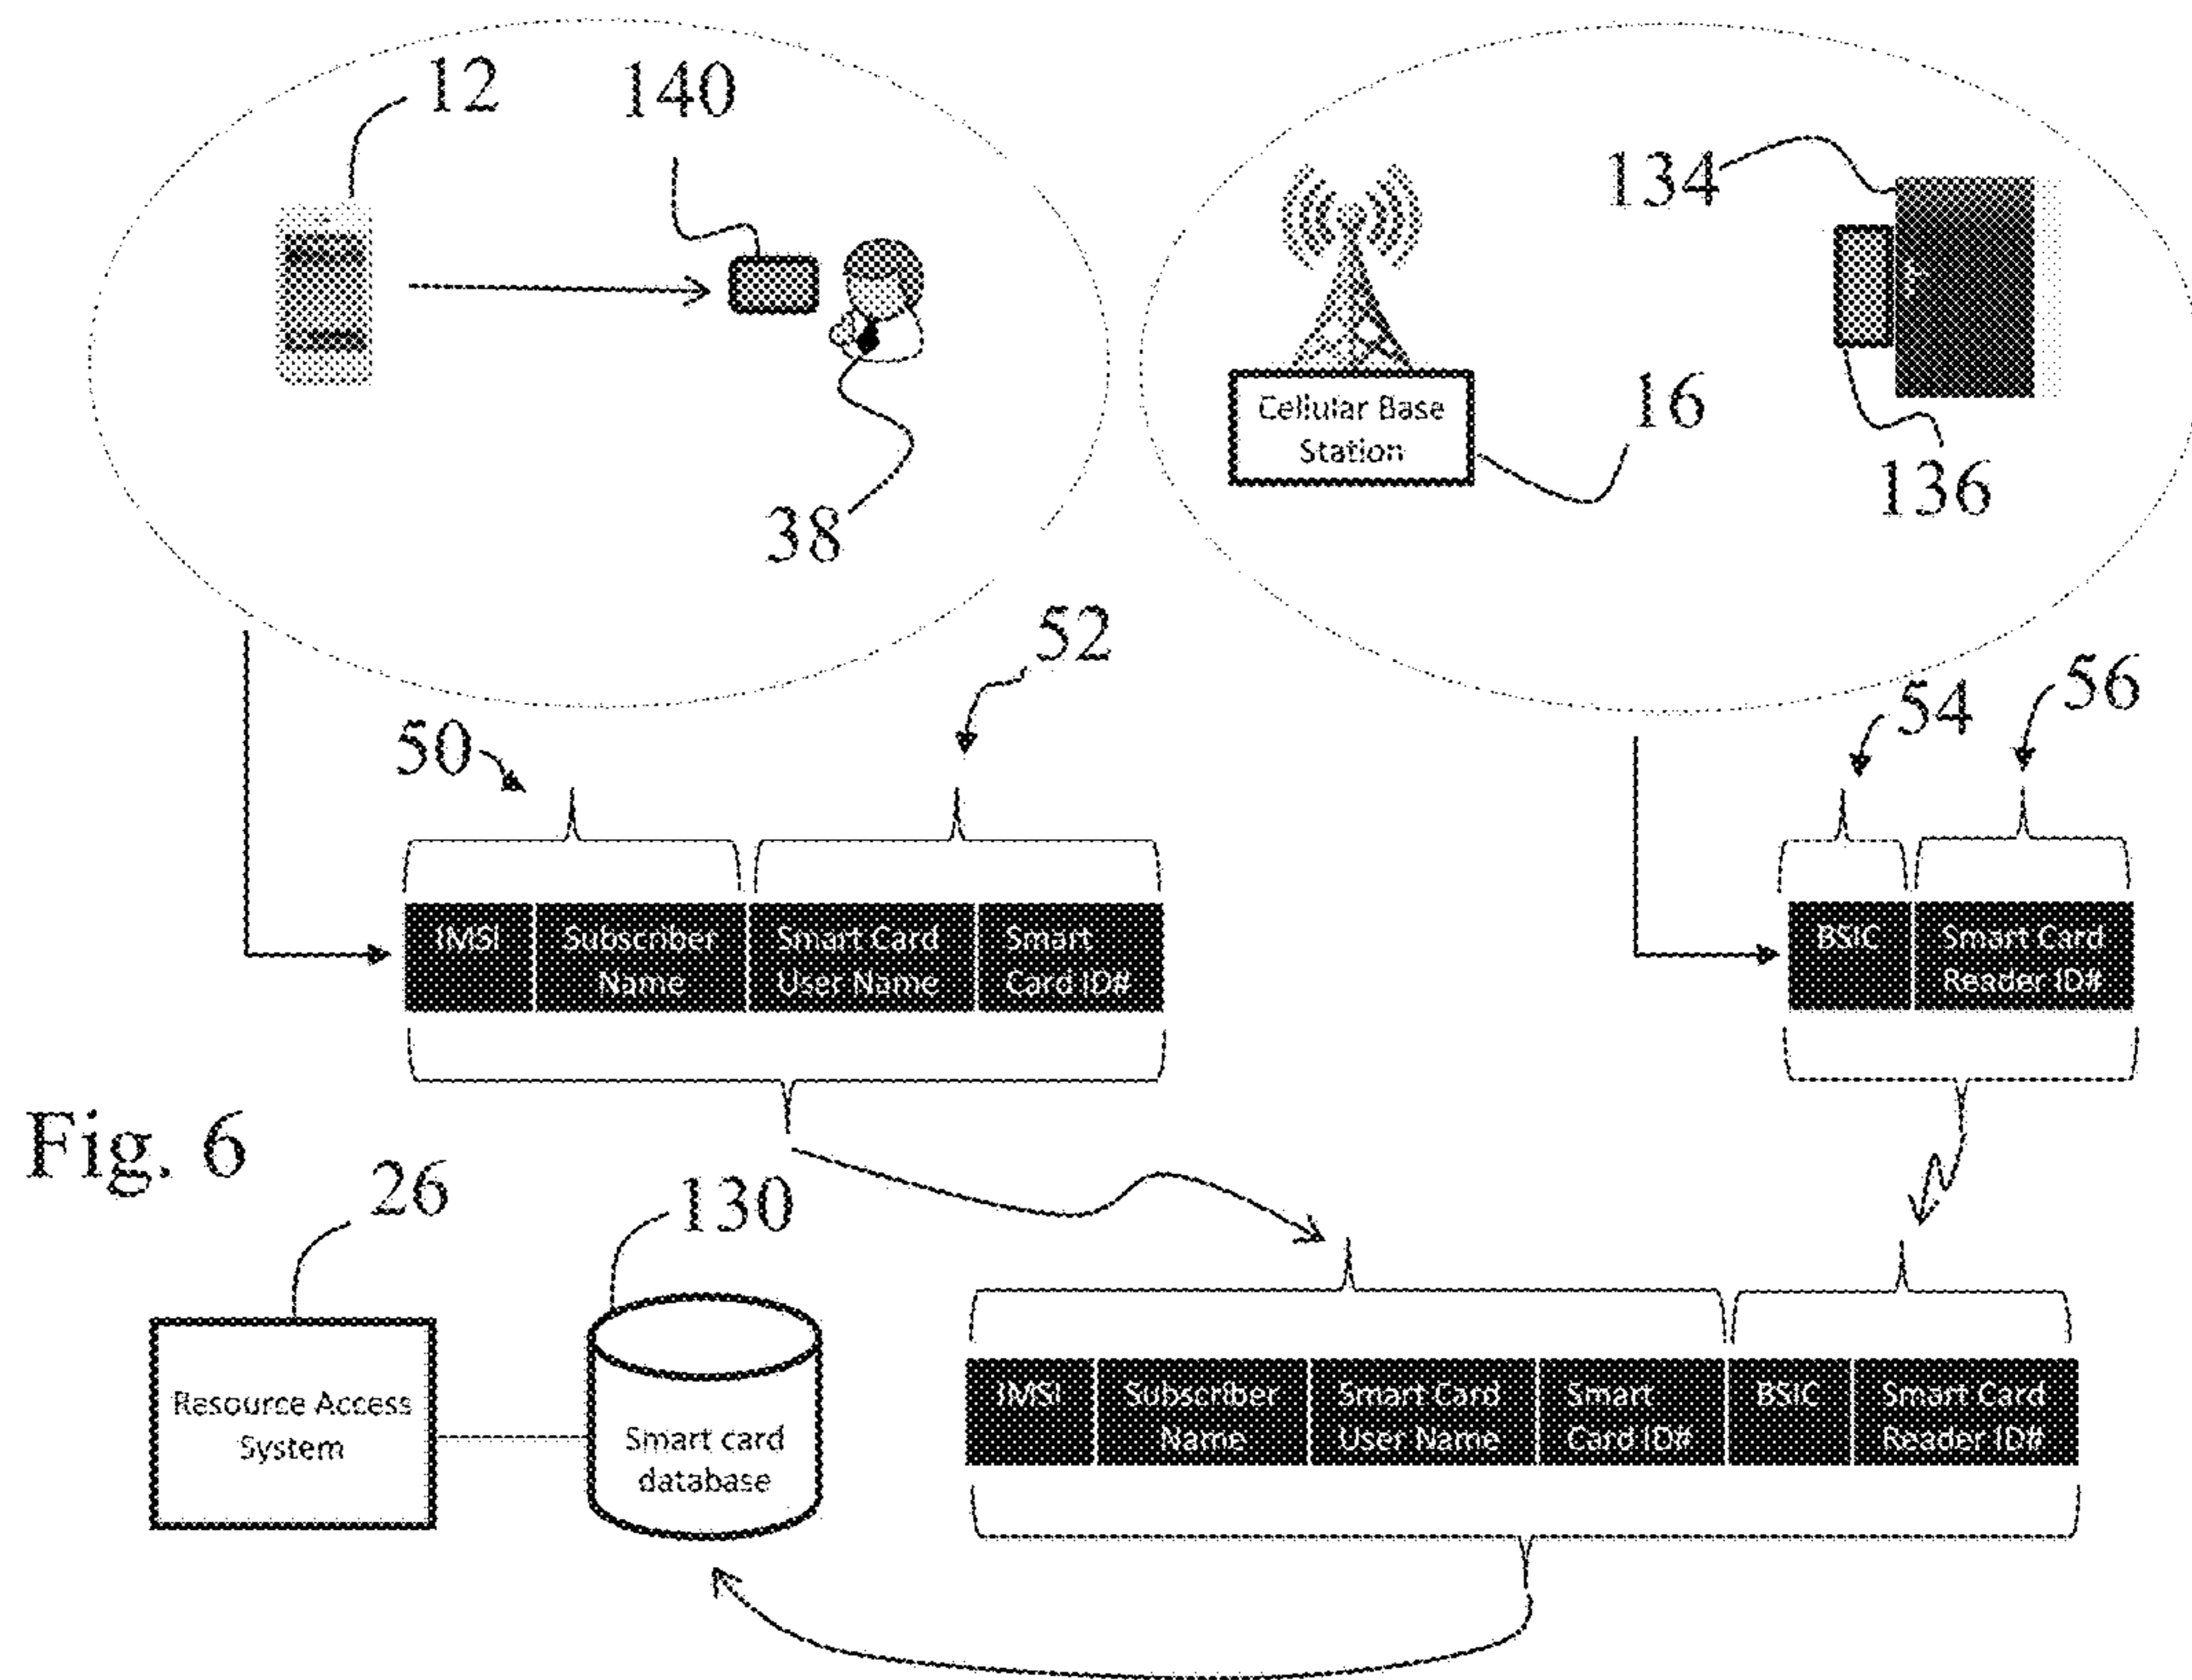 12
140
134
Cellular Base
Station
16
136
38
52
50
54
56
IMSI
Subscriber
Name
Smart Card
User Name
Smart
Card ID#
BSIC
Smart Card
Reader ID#
Fig. 6
26
130
Resource Access
System
Smart card
database
IMSI
Subscriber
Name
Smart Card
User Name
Smart
Card ID#
BSIC
Smart Card
Reader ID#